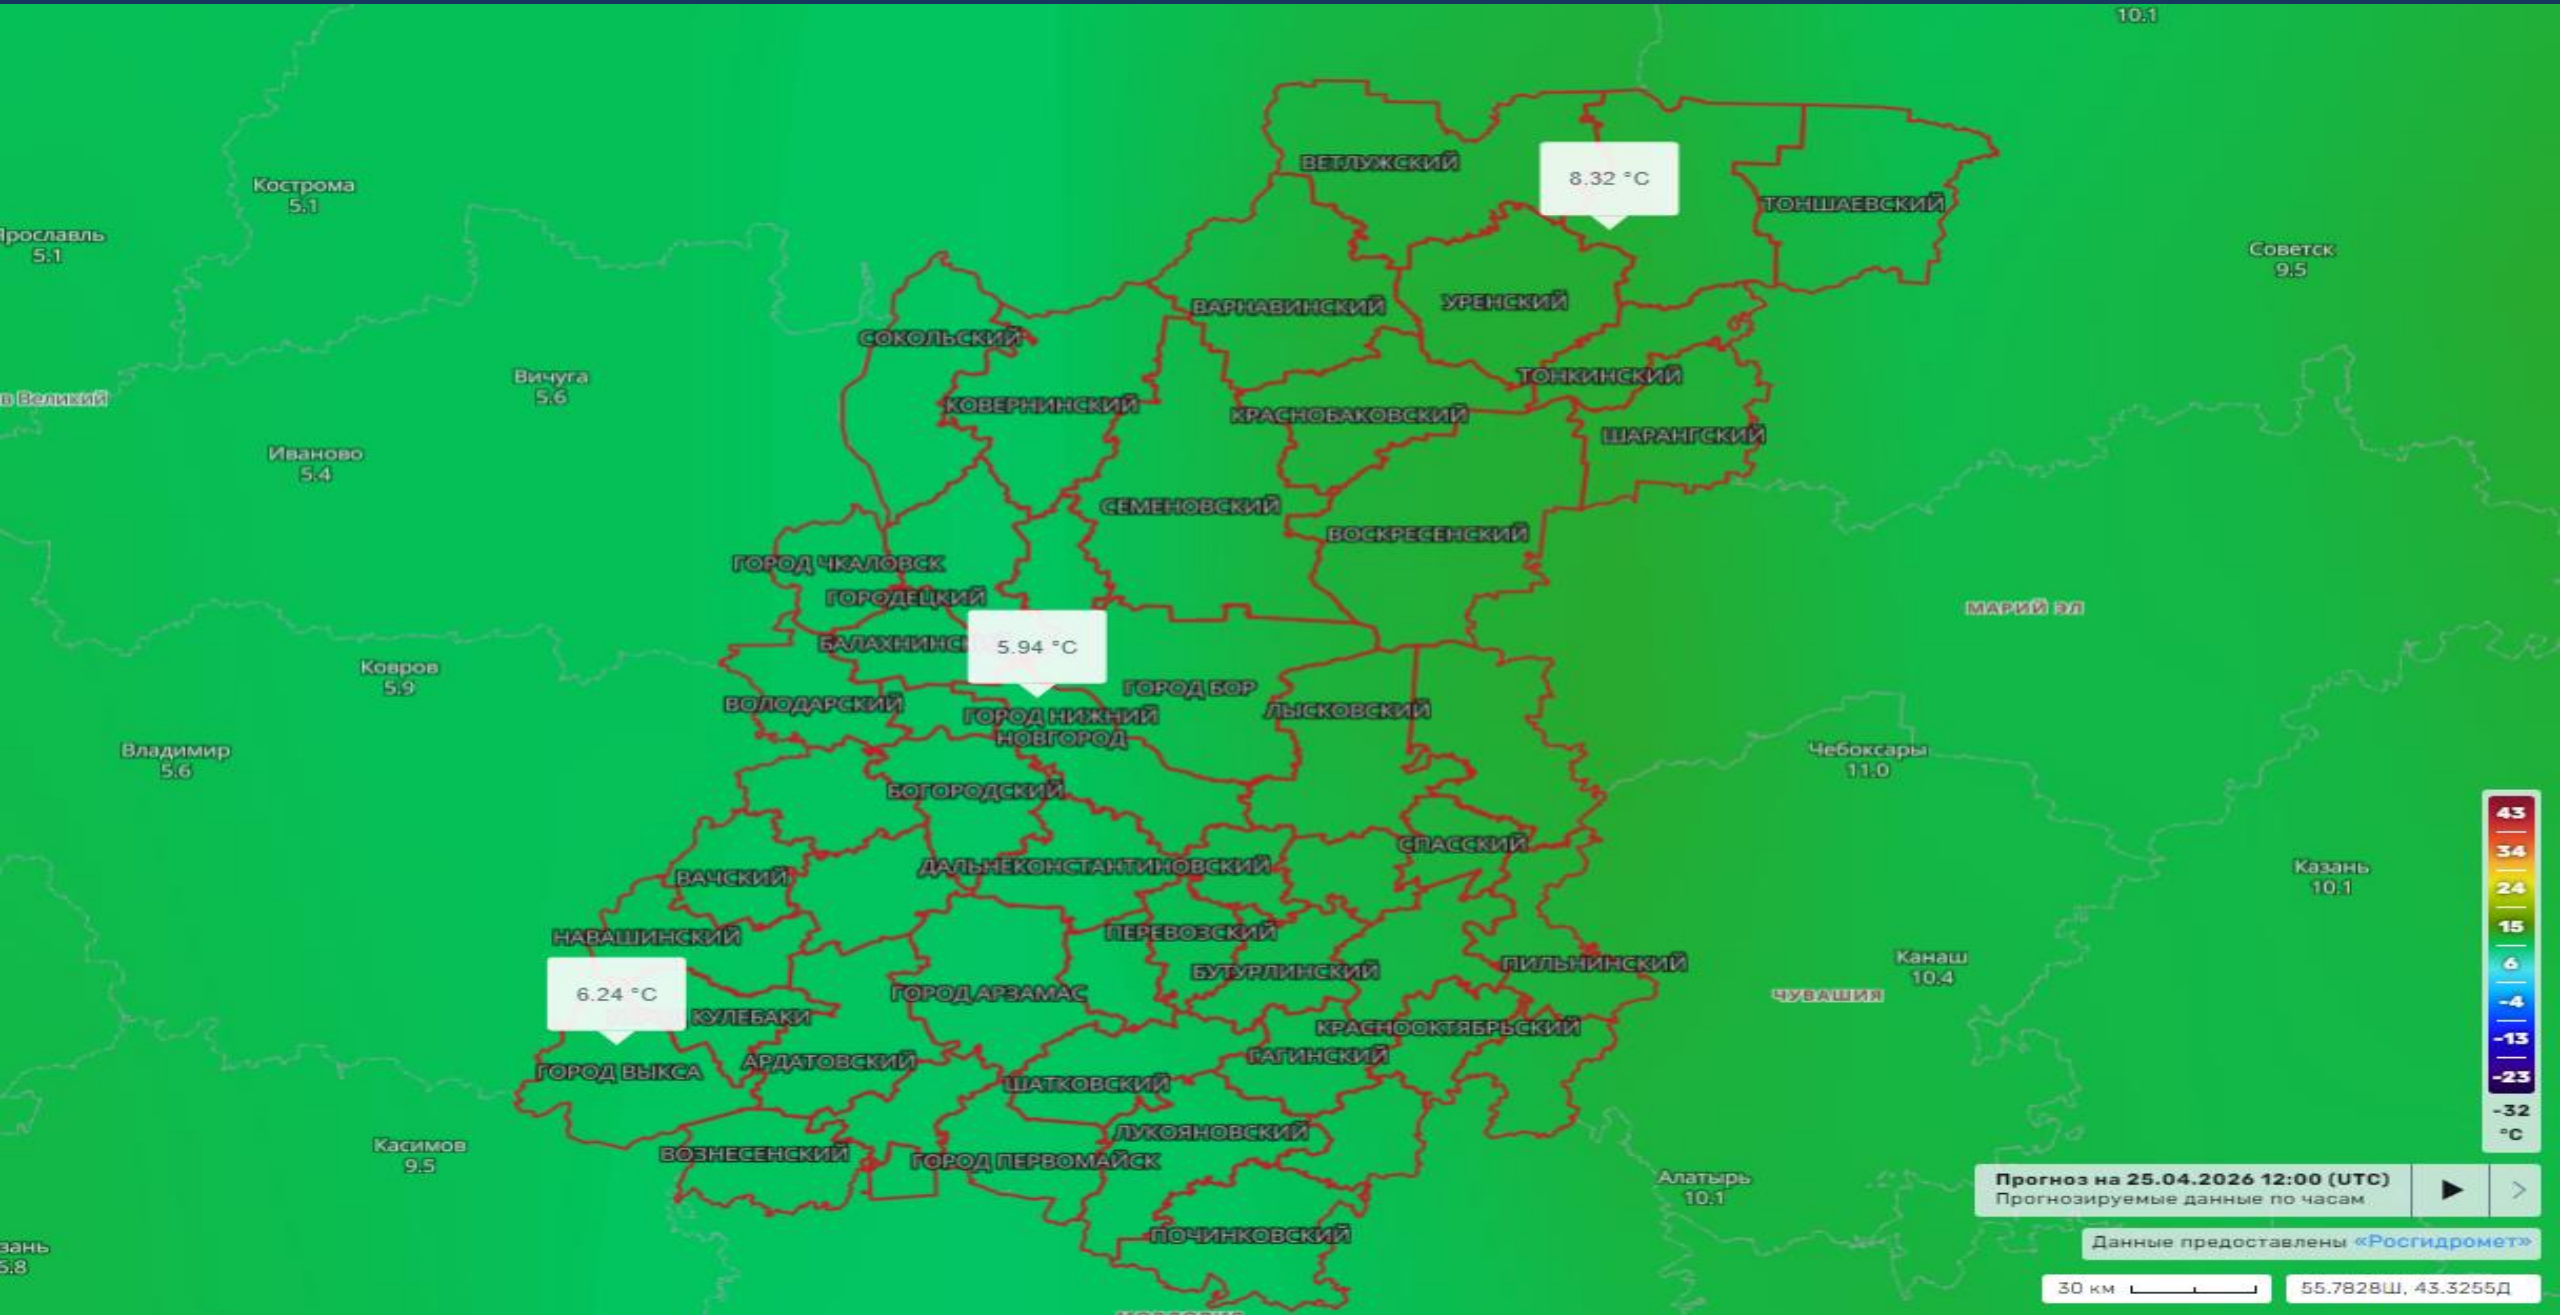 10.1
Кострома
5.1
Ярославль
5.1
Советск
9.5
ВЕТЛУЖСКИЙ
8.32 °C
ТОНШАЕВСКИЙ
ВАРНАВИНСКИЙ
УРЕНСКИЙ
СОКОЛЬСКИЙ
Вичуга
5.6
в Великий
ТОНКИНСКИЙ
КОВЕРНИНСКИЙ
КРАСНОБАКОВСКИЙ
ШАРАНГСКИЙ
Иваново
5.4
СЕМЕНОВСКИЙ
ВОСКРЕСЕНСКИЙ
ГОРОД ЧКАЛОВСК
ГОРОДЕЦКИЙ
МАРИЙ ЭЛ
БАЛАХНИНС
5.94 °C
Ковров
5.9
ГОРОД БОР
ВОЛОДАРСКИЙ
ГОРОД НИЖНИЙ
НОВГОРОД
ЛЫСКОВСКИЙ
Владимир
5.6
Чебоксары
11.0
БОГОРОДСКИЙ
СПАССКИЙ
ДАЛЬНЕКОНСТАНТИНОВСКИЙ
ВАЧСКИЙ
Казань
10.1
НАВАШИНСКИЙ
ПЕРЕВОЗСКИЙ
БУТУРЛИНСКИЙ
ПИЛЬНИНСКИЙ
Канаш
10.4
ЧУВАШИЯ
6.24 °C
КУЛЕБАКИ
ГОРОД АРЗАМАС
КРАСНООКТЯБРЬСКИЙ
ГАГИНСКИЙ
ГОРОД ВЫКСА
АРДАТОВСКИЙ
ШАТКОВСКИЙ
ЛУКОЯНОВСКИЙ
Касимов
9.5
ВОЗНЕСЕНСКИЙ
ГОРОД ПЕРВОМАЙСК
Алатырь
10.1
ПОЧИНКОВСКИЙ
зань
5.8
43
34
24
15
6
-4
-13
-23
-32
°C
Прогноз на 25.04.2026 12:00 (UTC)
Прогнозируемые данные по часам
Данные предоставлены «Росгидромет»
30 км
55.7828Ш, 43.3255Д